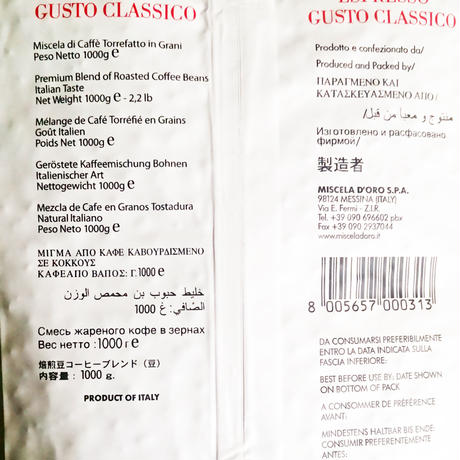 GUSTO CLASSICO
Miscela di Caffè Torrefatto in Grani
Peso Netto 1000g e
Premium Blend of Roasted Coffee Beans
Italian Taste
Net Weight 1000g e - 2,2 lb
Mélange de Café Torréfié en Grains
Goût Italien
Poids Net 1000g e
Geröstete Kaffeemischung Bohnen
Italienischer Art
Nettogewicht 1000g e
Mezcla de Cafe en Granos Tostadura
Natural Italiano
Peso Neto 1000g e
ΜΙΓΜΑ ΑΠΟ ΚΑΦΕ ΚΑΒΟΥΡΔΙΣΜΕΝΟ
ΣΕ ΚΟΚΚΟΥΣ
ΚΑΦΕΑΠΟ ΒΑΠΟΣ: Γ.1000 e
خليط حبوب بن محمص الوزن
الصافي: غ 1000
Смесь жареного кофе в зернах
Вес нетто : 1000 г e
焙煎豆コーヒーブレンド（豆）
内容量： 1000 g.
PRODUCT OF ITALY
ESPRESSO
GUSTO CLASSICO
Prodotto e confezionato da/
Produced and Packed by/
ΠΑΡΑΓΜΕΝΟ ΚΑΙ
ΚΑΤΑΣΚΕΥΑΣΜΕΝΟ ΑΠΟ /
منتوج و معبأ من قبل/
Изготовлено и расфасовано
фирмой/
製造者
MISCELA D'ORO S.P.A.
98124 MESSINA (ITALY)
Via E. Fermi - Z.I.R.
Tel. +39 090 696602 pbx
Fax +39 090 2937044
www.misceladoro.it
8 005657 000313
DA CONSUMARSI PREFERIBILMENTE
ENTRO LA DATA INDICATA SULLA
FASCIA INFERIORE:
BEST BEFORE USE BY: DATE SHOWN
ON BOTTOM OF PACK
A CONSOMMER DE PRÉFÉRENCE
AVANT:
MINDESTENS HALTBAR BIS ENDE:
CONSUMIR PREFERENTEMENTE
ANTES: